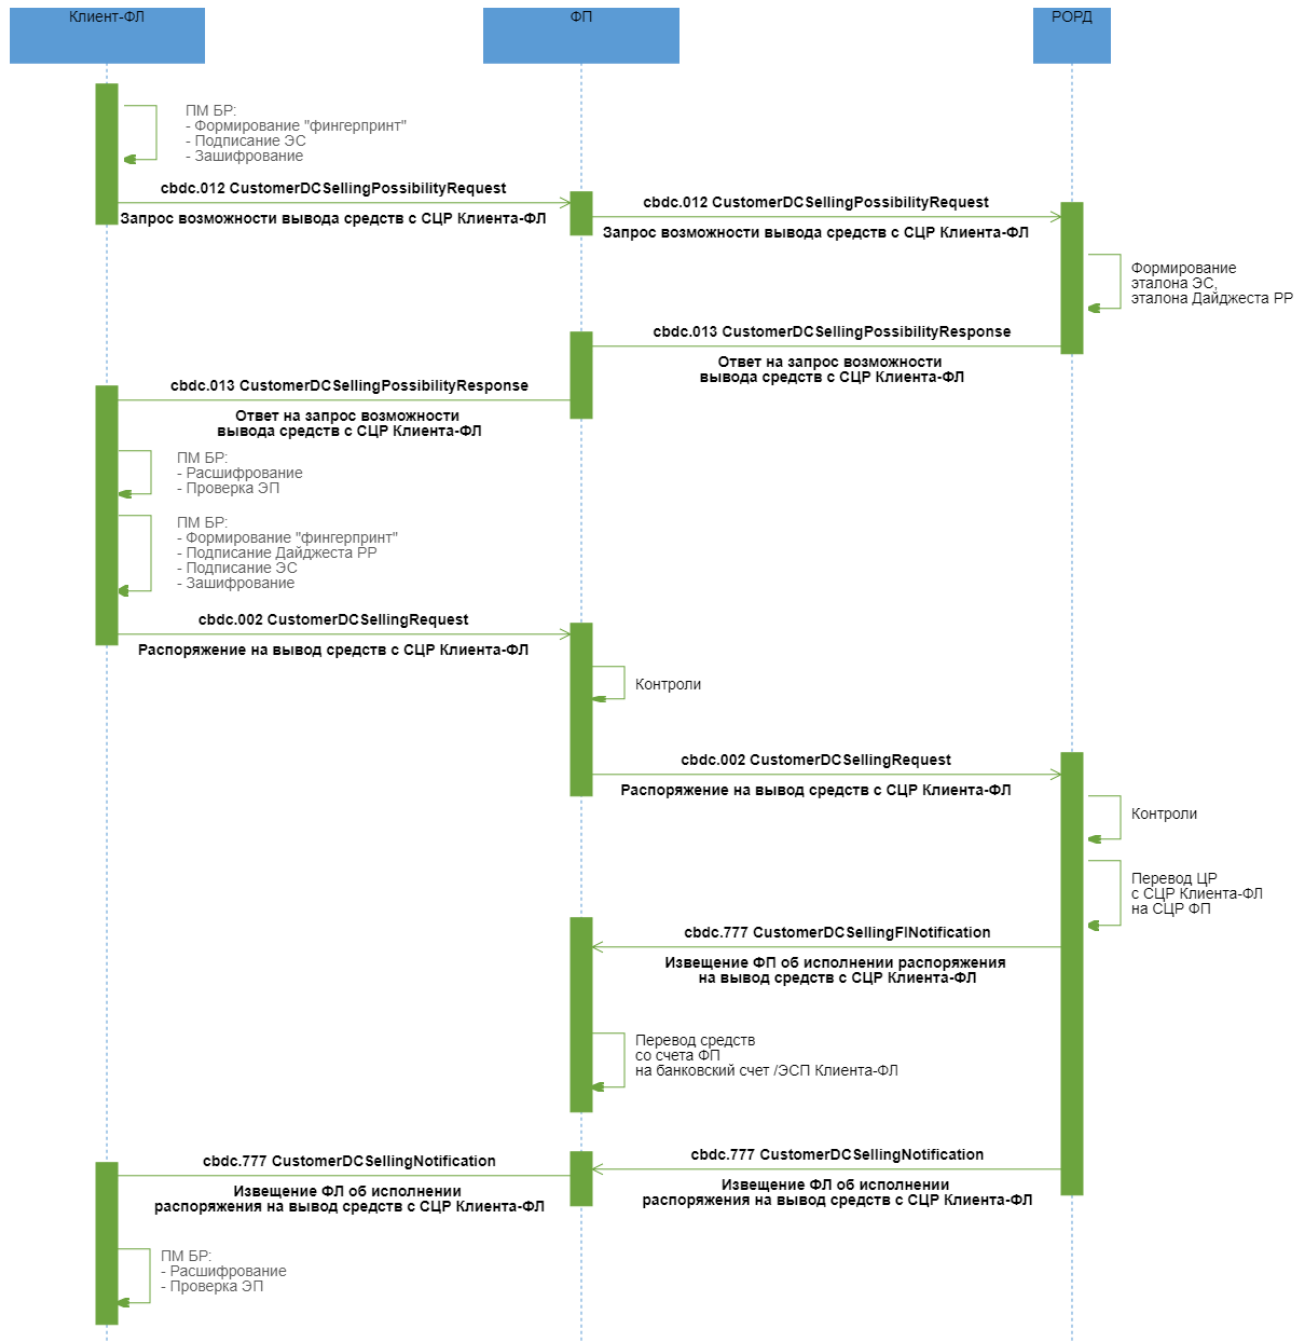 Клиент-ФЛ
ФП
РОРД
ПМ БР:
- Формирование "фингерпринт"
- Подписание ЭС
- Зашифрование
cbdc.012 CustomerDCSellingPossibilityRequest
Запрос возможности вывода средств с СЦР Клиента-ФЛ
cbdc.012 CustomerDCSellingPossibilityRequest
Запрос возможности вывода средств с СЦР Клиента-ФЛ
Формирование
эталона ЭС,
эталона Дайджеста РР
cbdc.013 CustomerDCSellingPossibilityResponse
Ответ на запрос возможности
вывода средств с СЦР Клиента-ФЛ
cbdc.013 CustomerDCSellingPossibilityResponse
Ответ на запрос возможности
вывода средств с СЦР Клиента-ФЛ
ПМ БР:
- Расшифрование
- Проверка ЭП
ПМ БР:
- Формирование "фингерпринт"
- Подписание Дайджеста РР
- Подписание ЭС
- Зашифрование
cbdc.002 CustomerDCSellingRequest
Распоряжение на вывод средств с СЦР Клиента-ФЛ
Контроли
cbdc.002 CustomerDCSellingRequest
Распоряжение на вывод средств с СЦР Клиента-ФЛ
Контроли
Перевод ЦР
с СЦР Клиента-ФЛ
на СЦР ФП
cbdc.777 CustomerDCSellingFINotification
Извещение ФП об исполнении распоряжения
на вывод средств с СЦР Клиента-ФЛ
Перевод средств
со счета ФП
на банковский счет /ЭСП Клиента-ФЛ
cbdc.777 CustomerDCSellingNotification
Извещение ФЛ об исполнении
распоряжения на вывод средств с СЦР Клиента-ФЛ
cbdc.777 CustomerDCSellingNotification
Извещение ФЛ об исполнении
распоряжения на вывод средств с СЦР Клиента-ФЛ
ПМ БР:
- Расшифрование
- Проверка ЭП